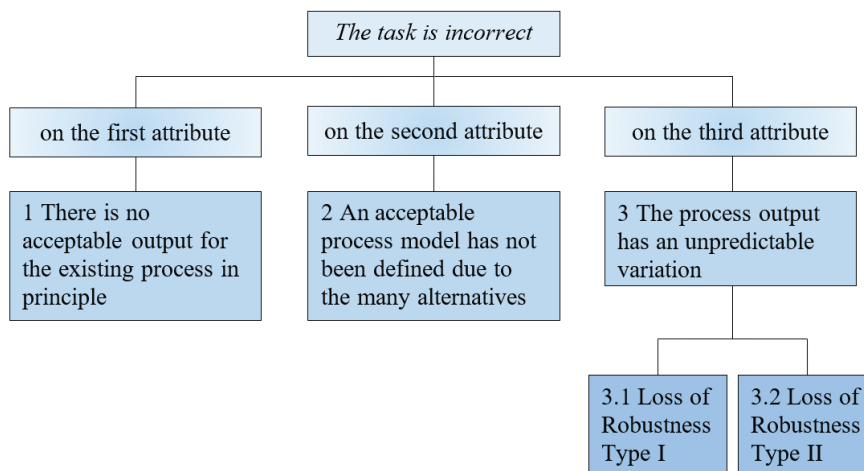 The task is incorrect
on the first attribute
on the second attribute
on the third attribute
1 There is no
acceptable output for
the existing process in
principle
2 An acceptable
process model has not
been defined due to
the many alternatives
3 The process output
has an unpredictable
variation
3.1 Loss of
Robustness
Type I
3.2 Loss of
Robustness
Type II